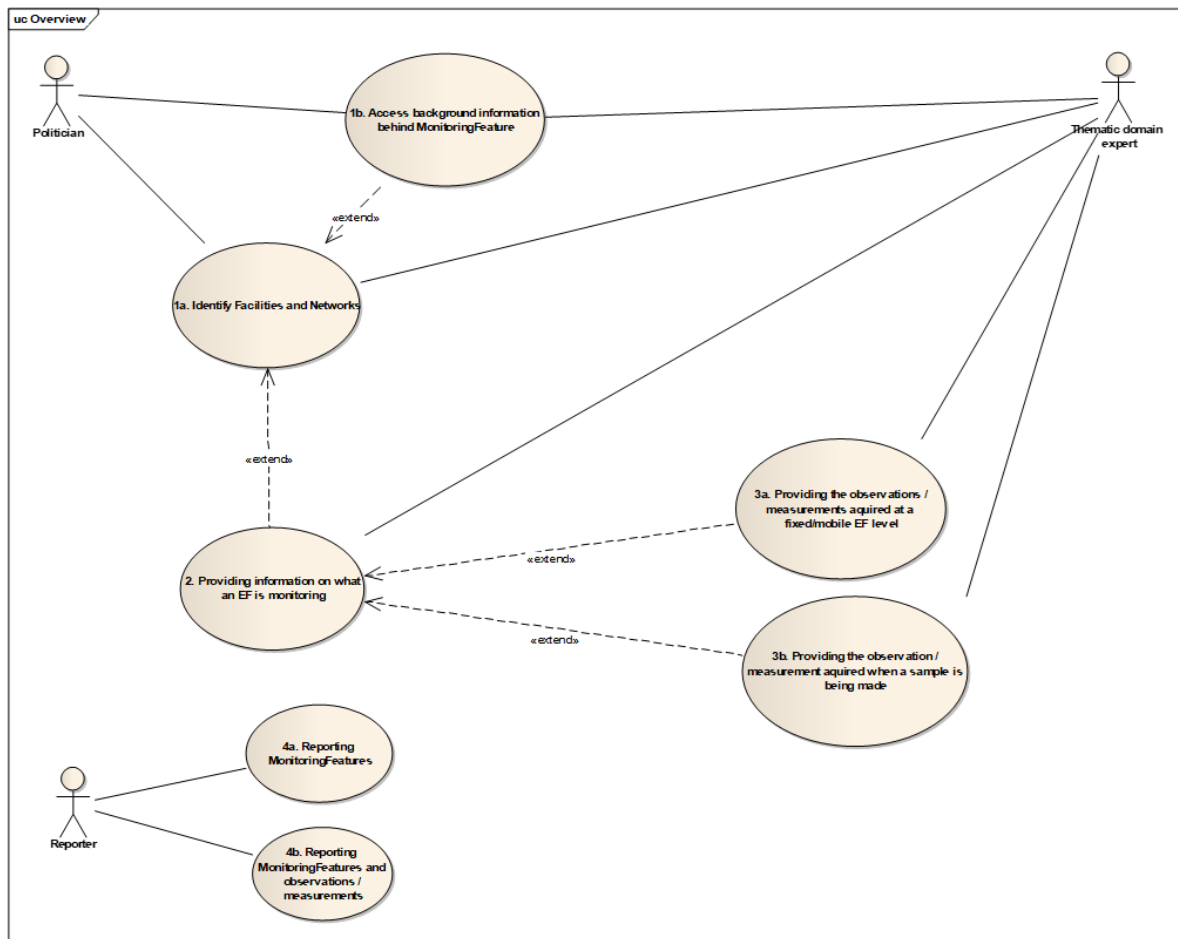 uc Overview
Politician
1b. Access background information
behind MonitoringFeature
Thematic domain
expert
«extend»
1a. Identify Facilities and Networks
«extend»
3a. Providing the observations /
measurements aquired at a
fixed/mobile EF level
«extend»
2. Providing information on what
an EF is monitoring
«extend»
3b. Providing the observation /
measurement aquired when a sample is
being made
4a. Reporting
MonitoringFeatures
Reporter
4b. Reporting
MonitoringFeatures and
observations /
measurements